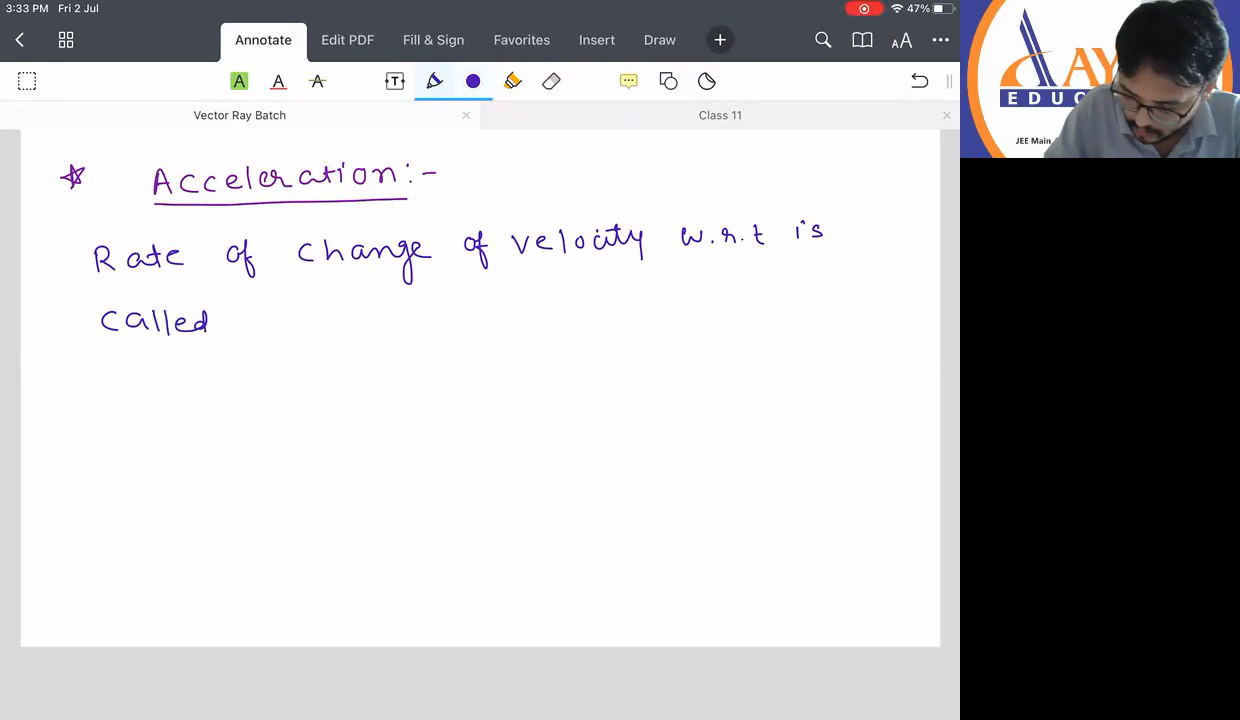 3:33 PM Fri 2 Jul
47%
Annotate Edit PDF Fill & Sign Favorites Insert Draw
Vector Ray Batch
Class 11
☆ Acceleration:-
Rate of change of velocity w.r.t is
called
AY
EDUC
JEE Main